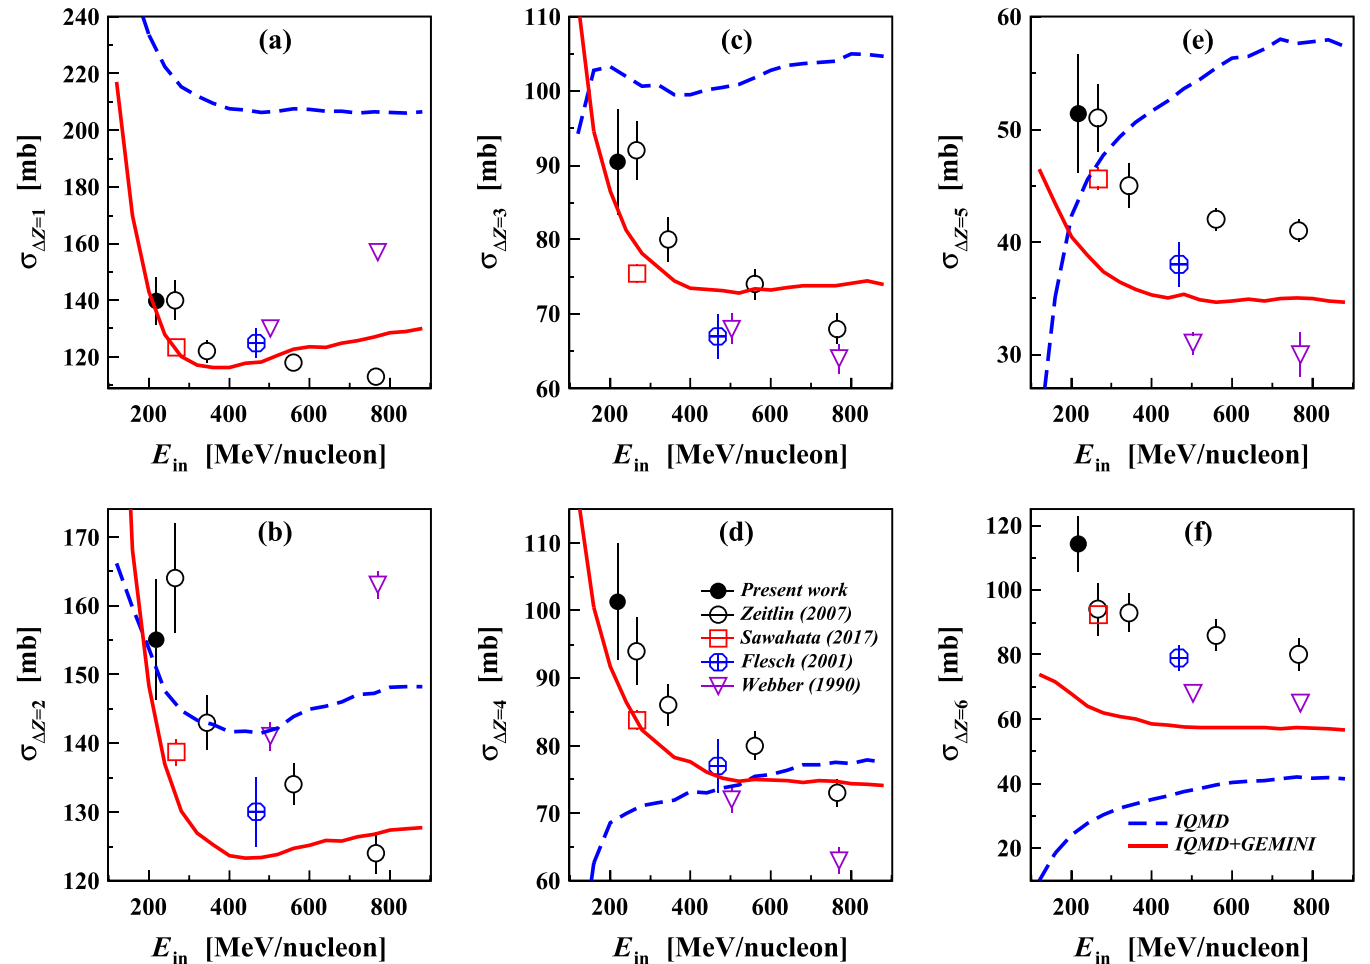 (a)
260
240
220
200
180
160
140
120
σΔZ=1 [mb]
200 400 600 800
Ein [MeV/nucleon]
(c)
110
100
90
80
70
60
σΔZ=3 [mb]
200 400 600 800
Ein [MeV/nucleon]
(e)
60
50
40
30
σΔZ=5 [mb]
200 400 600 800
Ein [MeV/nucleon]
(b)
170
160
150
140
130
120
σΔZ=2 [mb]
200 400 600 800
Ein [MeV/nucleon]
(d)
110
100
90
80
70
60
σΔZ=4 [mb]
Present work
Zeitlin (2007)
Sawahata (2017)
Flesch (2001)
Webber (1990)
200 400 600 800
Ein [MeV/nucleon]
(f)
120
100
80
60
40
20
σΔZ=6 [mb]
IQMD
IQMD+GEMINI
200 400 600 800
Ein [MeV/nucleon]